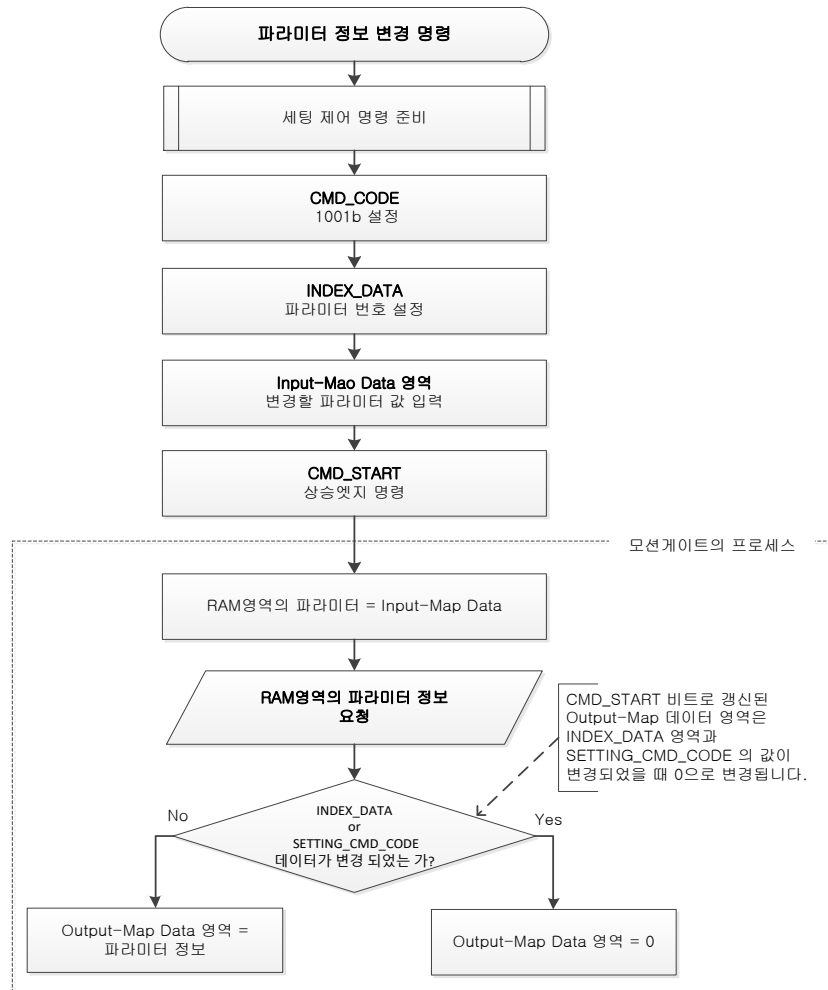 파라미터 정보 변경 명령
세팅 제어 명령 준비
CMD_CODE
1001b 설정
INDEX_DATA
파라미터 번호 설정
Input-Mao Data 영역
변경할 파라미터 값 입력
CMD_START
상승엣지 명령
모션게이트의 프로세스
RAM영역의 파라미터 = Input-Map Data
RAM영역의 파라미터 정보
요청
CMD_START 비트로 갱신된
Output-Map 데이터 영역은
INDEX_DATA 영역과
SETTING_CMD_CODE 의 값이
변경되었을 때 0으로 변경됩니다.
INDEX_DATA
or
SETTING_CMD_CODE
데이터가 변경 되었는 가?
No
Yes
Output-Map Data 영역 =
파라미터 정보
Output-Map Data 영역 = 0